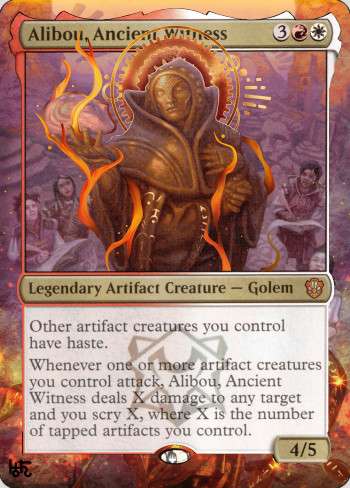 Alibou, Ancient Witness 3
Legendary Artifact Creature — Golem
Other artifact creatures you control
have haste.
Whenever one or more artifact creatures
you control attack, Alibou, Ancient
Witness deals X damage to any target
and you scry X, where X is the number
of tapped artifacts you control.
4/5